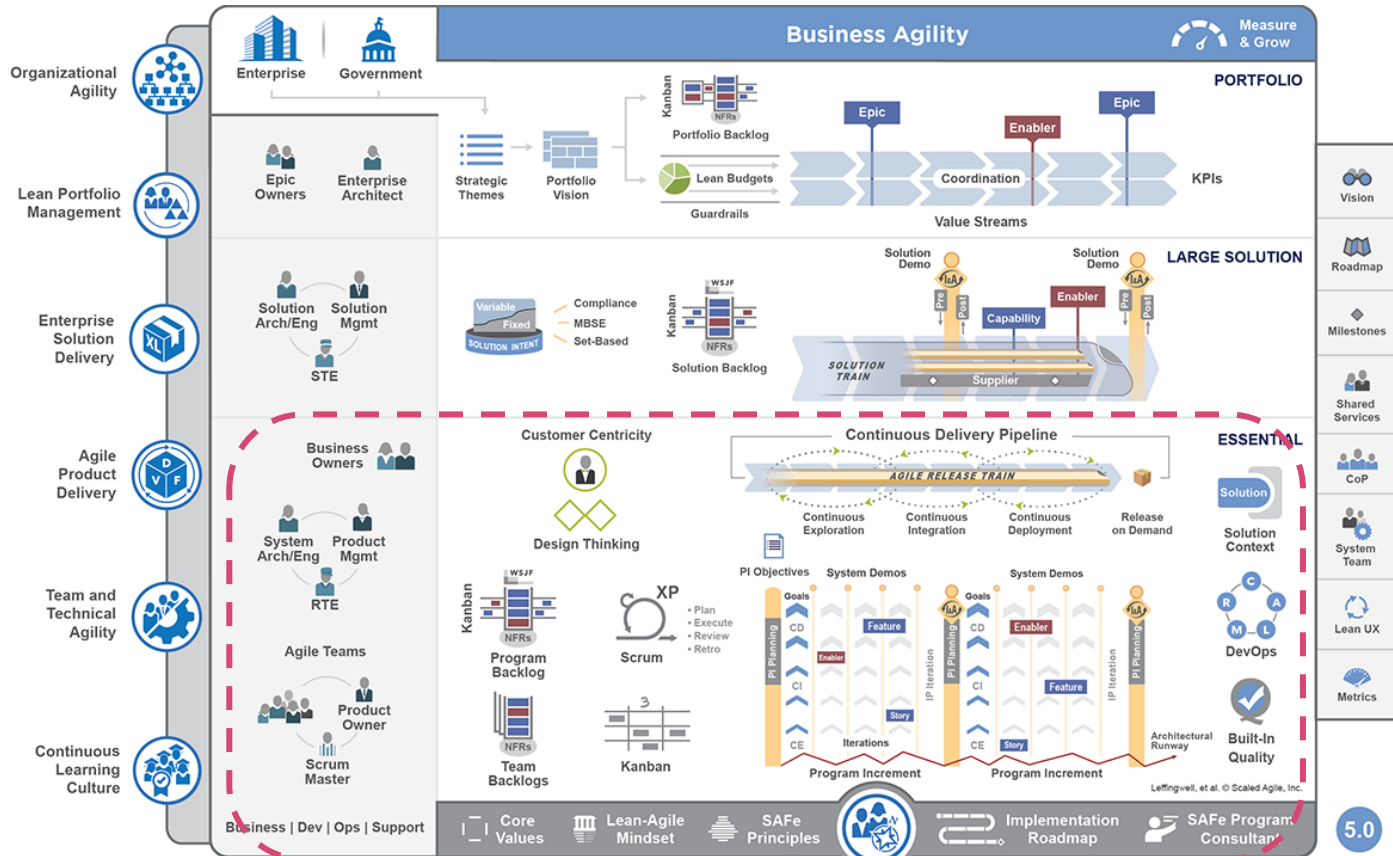 Business Agility
Measure
& Grow
Enterprise
Government
Organizational
Agility
Lean Portfolio
Management
Enterprise
Solution
Delivery
XL
Agile
Product
Delivery
D
V
F
Team and
Technical
Agility
Continuous
Learning
Culture
PORTFOLIO
Epic
Owners
Enterprise
Architect
Strategic
Themes
Portfolio
Vision
Kanban
NFRs
Portfolio Backlog
Lean Budgets
Guardrails
Epic
Enabler
Epic
Coordination
KPIs
Value Streams
LARGE SOLUTION
Solution
Arch/Eng
Solution
Mgmt
STE
Variable
Fixed
SOLUTION INTENT
Compliance
MBSE
Set-Based
Kanban
WSJF
NFRs
Solution Backlog
Solution
Demo
I&A
Pre
Post
Capability
Enabler
Solution
Demo
I&A
Pre
Post
SOLUTION
TRAIN
Supplier
ESSENTIAL
Business
Owners
System
Arch/Eng
Product
Mgmt
RTE
Agile Teams
Product
Owner
Scrum
Master
Business | Dev | Ops | Support
Customer Centricity
Design Thinking
Kanban
WSJF
NFRs
Program
Backlog
XP
• Plan
• Execute
• Review
• Retro
Scrum
NFRs
Team
Backlogs
3
Kanban
Continuous Delivery Pipeline
AGILE RELEASE TRAIN
Continuous
Exploration
Continuous
Integration
Continuous
Deployment
Release
on Demand
PI Objectives
System Demos
System Demos
PI Planning
Goals
CD
CI
CE
Enabler
Feature
Story
Iterations
IP Iteration
I&A
PI Planning
Goals
CD
CI
CE
Enabler
Feature
Story
IP Iteration
I&A
PI Planning
Program Increment
Program Increment
Architectural
Runway
Solution
Solution
Context
C
A
L
M
R
DevOps
Built-In
Quality
Leffingwell, et al. © Scaled Agile, Inc.
Core
Values
Lean-Agile
Mindset
SAFe
Principles
Implementation
Roadmap
SAFe Program
Consultant
Vision
Roadmap
Milestones
Shared
Services
CoP
System
Team
Lean UX
Metrics
5.0